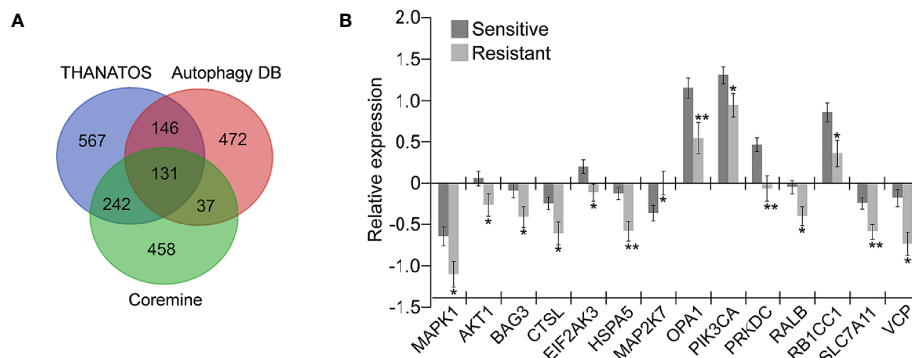 A
THANATOS
Autophagy DB
567
146
472
131
242
37
458
Coremine
B
Relative expression
2.0
1.5
1.0
0.5
0
-0.5
-1.0
-1.5
Sensitive
Resistant
*
*
*
*
*
**
*
**
*
**
*
*
**
*
MAPK1
AKT1
BAG3
CTSL
EIF2AK3
HSPA5
MAP2K7
OPA1
PIK3CA
PRKDC
RALB
RB1CC1
SLC7A11
VCP